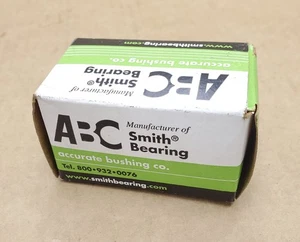 www.smithbearing.com
accurate bushing co.
ABC
Manufacturer of
Smith®
Bearing
ABC
Manufacturer of
Smith®
Bearing
accurate bushing co.
Tel. 800•932•0076
www.smithbearing.com